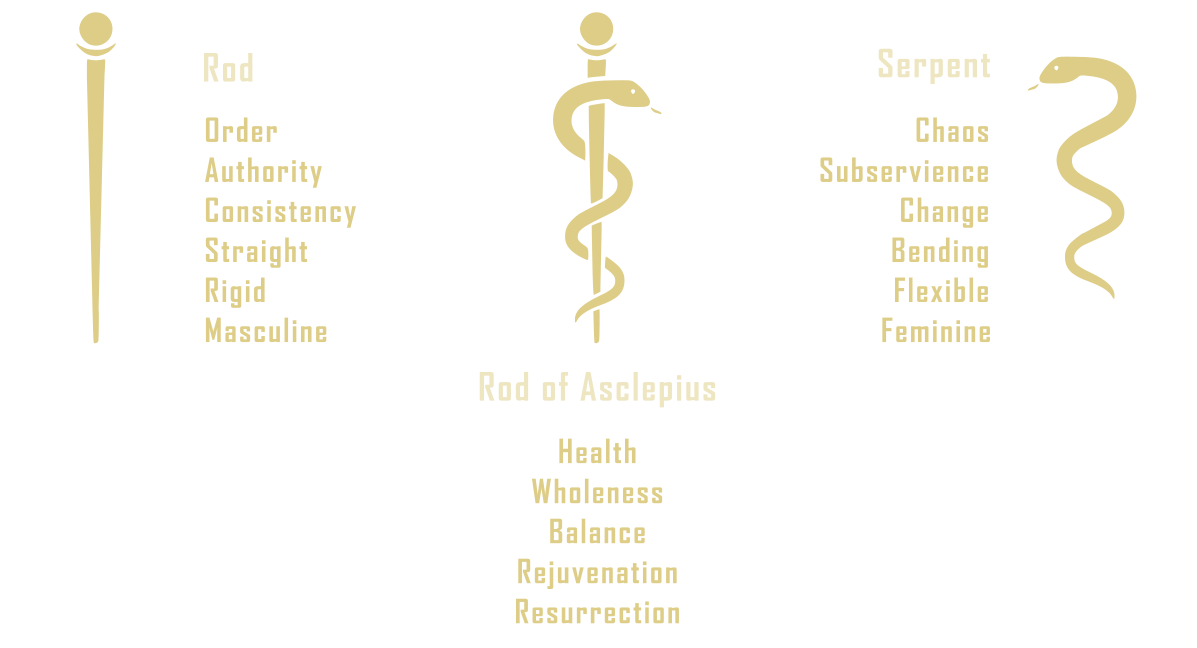 Rod
Order
Authority
Consistency
Straight
Rigid
Masculine
Serpent
Chaos
Subservience
Change
Bending
Flexible
Feminine
Rod of Asclepius
Health
Wholeness
Balance
Rejuvenation
Resurrection